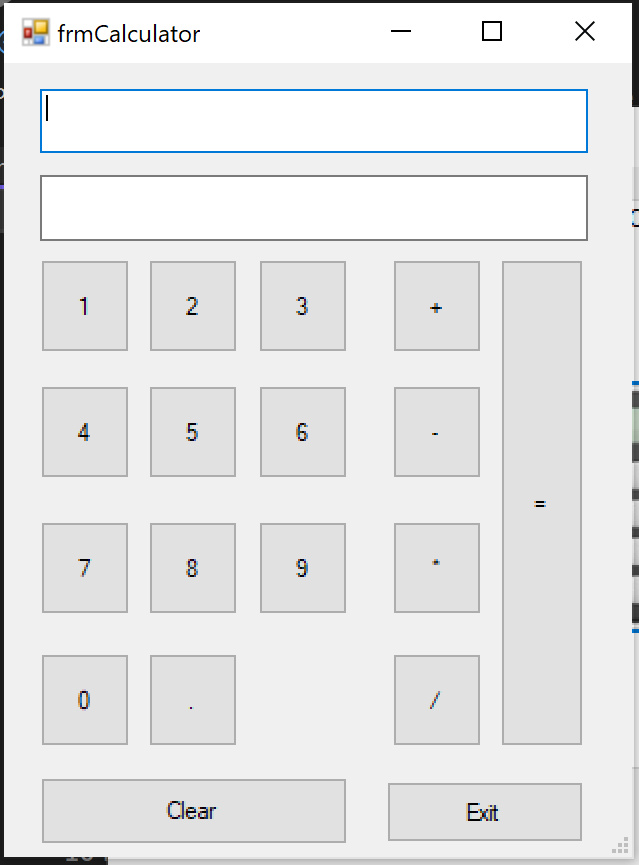 frmCalculator
1 2 3 +
4 5 6 -
=
7 8 9 *
0 . /
Clear Exit